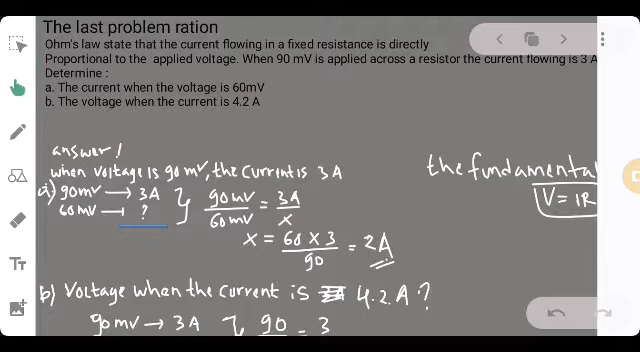 The last problem ration
Ohm's law state that the current flowing in a fixed resistance is directly
Proportional to the applied voltage. When 90 mV is applied across a resistor the current flowing is 3 A
Determine :
a. The current when the voltage is 60mV
b. The voltage when the current is 4.2 A
answer!
when voltage is 90 mV, the current is 3 A
a) 90mV → 3A } 90mV/60mV = 3A/x
60mV → ?
x = 60 x 3/90 = 2A
the fundamental
V = IR
b) Voltage when the current is 4.2 A?
90mV → 3A } 90 = 3
Tt